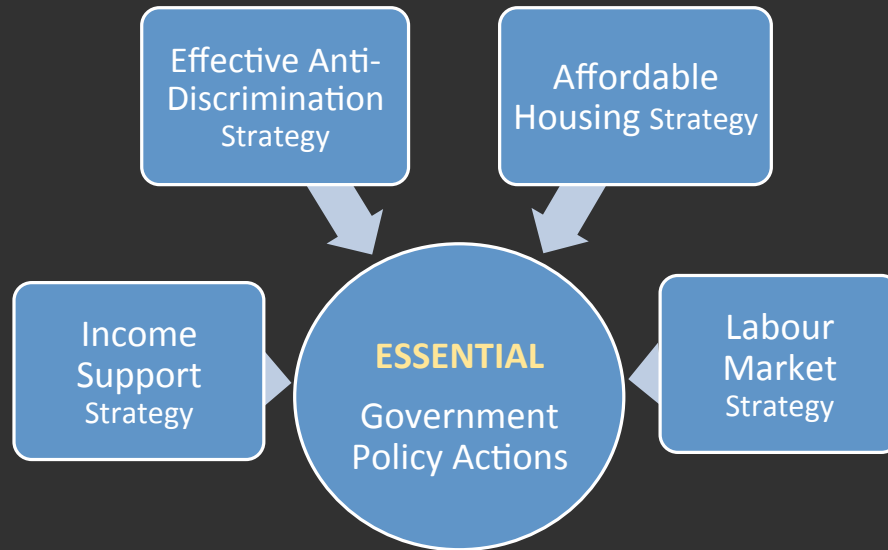 Effective Anti-
Discrimination
Strategy
Affordable
Housing Strategy
Income
Support
Strategy
ESSENTIAL
Government
Policy Actions
Labour
Market
Strategy